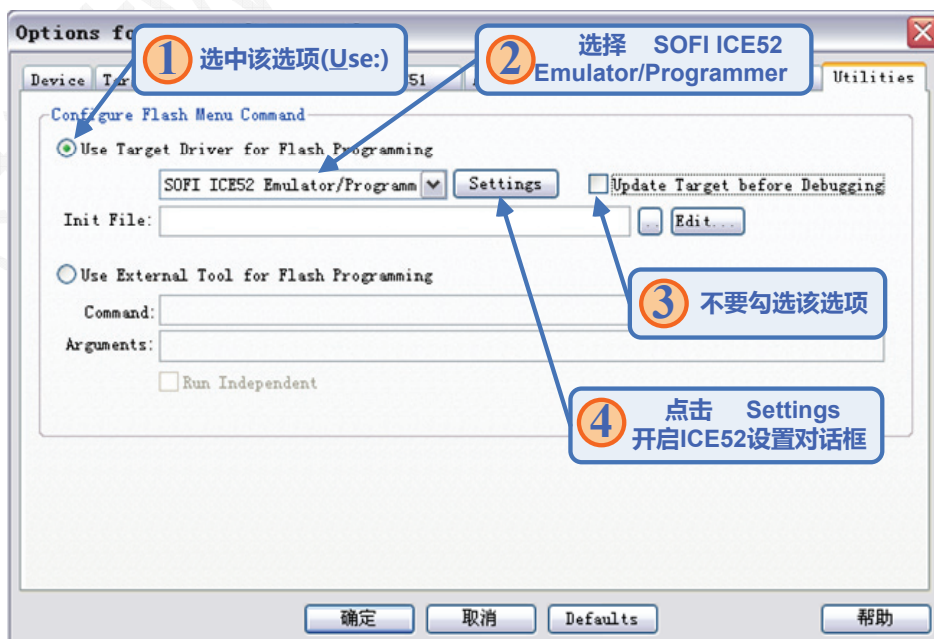 Options fo
1 选中该选项(Use:)
2 选择 SOFI ICE52
Emulator/Programmer
Device Tar 51 Utilities
Configure Flash Menu Command
Use Target Driver for Flash Programming
SOFI ICE52 Emulator/Programm Settings Update Target before Debugging
Init File: .. Edit...
Use External Tool for Flash Programming
3 不要勾选该选项
Command:
Arguments:
Run Independent
4 点击 Settings
开启ICE52设置对话框
确定 取消 Defaults 帮助